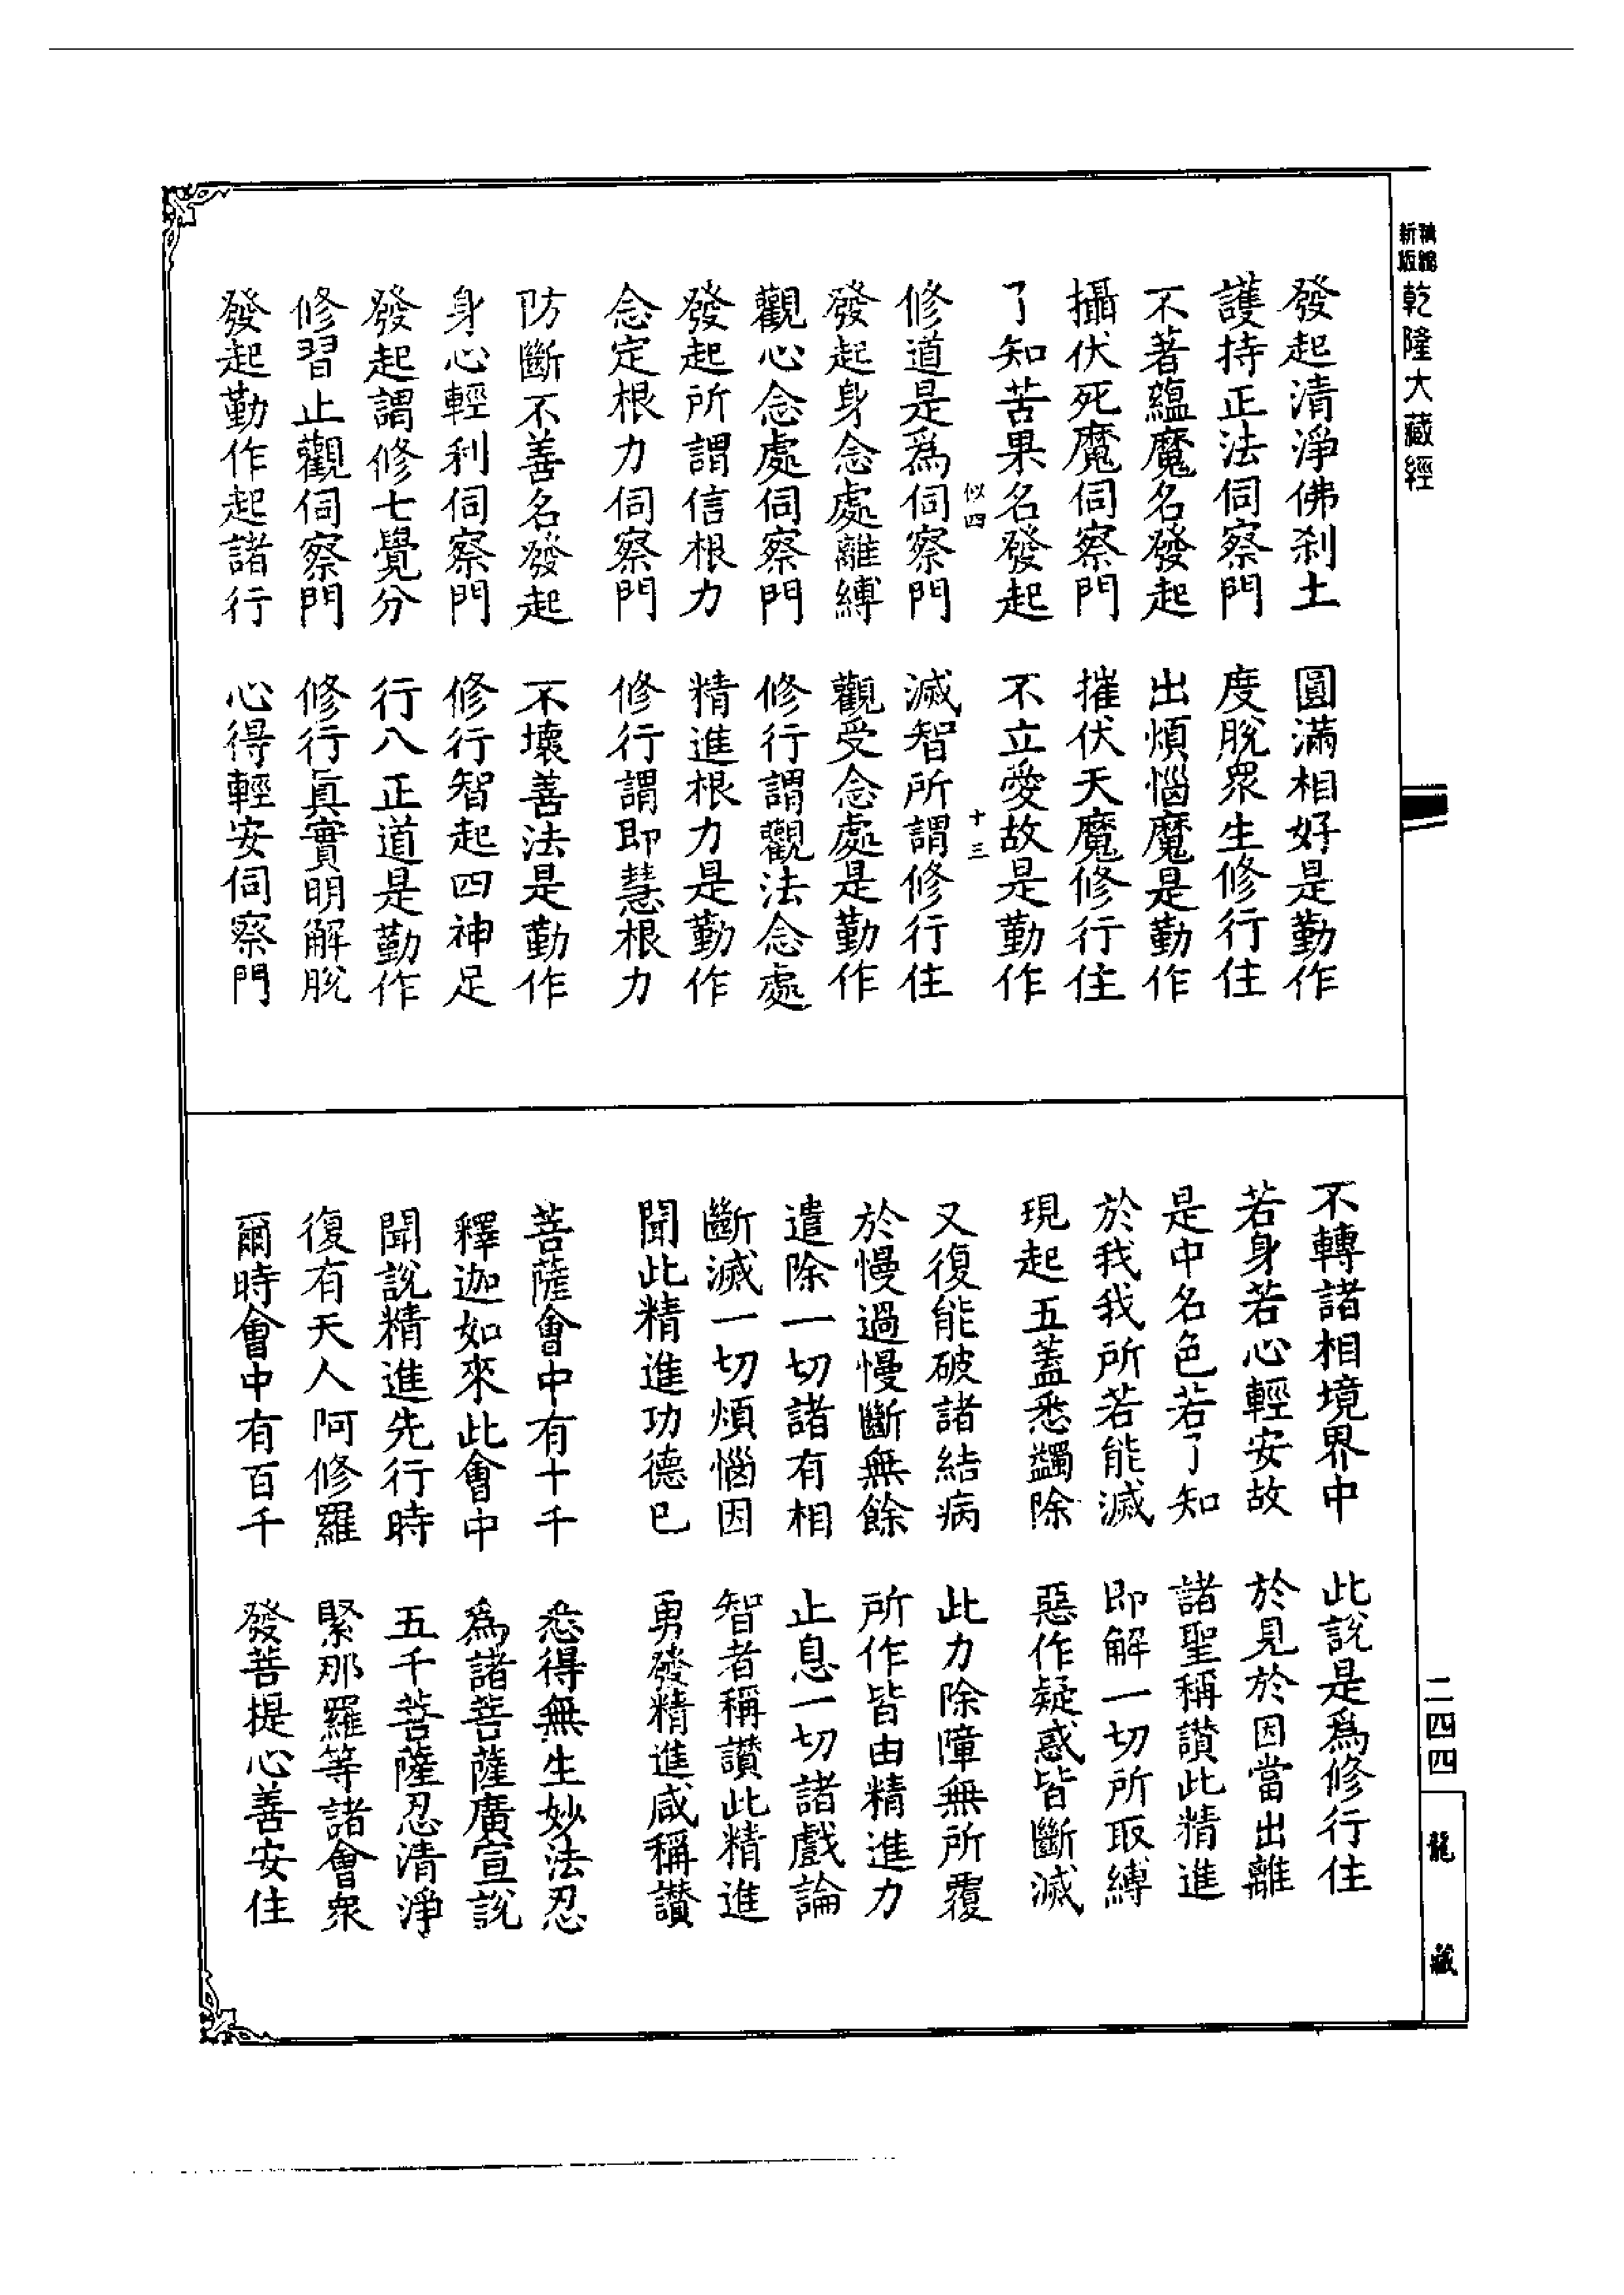 新版精縮
乾隆大藏經
發起清淨佛刹土　圓滿相好是勤作
護持正法伺察門　度脫衆生修行住
不著蘊魔名發起　出煩惱魔是勤作
攝伏死魔伺察門　摧伏天魔修行住
了知苦果名發起　不立愛故是勤作
似四　十三
修道是為伺察門　滅智所謂修行住
發起身念處離縛　觀受念處是勤作
觀心念處伺察門　修行謂觀法念處
發起所謂信根力　精進根力是勤作
念定根力伺察門　修行謂即慧根力
防斷不善名發起　不壞善法是勤作
身心輕利伺察門　修行智起四神足
發起謂修七覺分　行八正道是勤作
修習止觀伺察門　修行真實明解脫
發起勤作起諸行　心得輕安伺察門
不轉諸相境界中　此說是為修行住
若身若心輕安故　於見於因當出離
是中名色若了知　諸聖稱讚此精進
於我我所若能滅　即解一切所取縛
現起五蓋悉蠲除　惡作疑惑皆斷滅
又復能破諸結病　此力除障無所覆
於慢過慢斷無餘　所作皆由精進力
遣除一切諸有相　止息一切諸戲論
斷滅一切煩惱因　智者稱讚此精進
聞此精進功德已　勇發精進咸稱讚
菩薩會中有十千　悉得無生妙法忍
釋迦如來此會中　為諸菩薩廣宣說
聞說精進先行時　五千菩薩忍清淨
復有天人阿修羅　緊那羅等諸會衆
爾時會中有百千　發菩提心善安住
二四四
龍藏